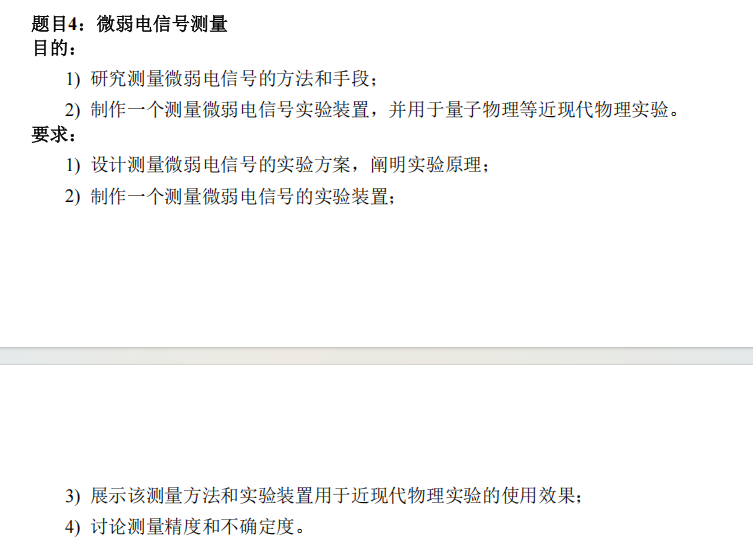 题目4：微弱电信号测量
目的：
1) 研究测量微弱电信号的方法和手段；
2) 制作一个测量微弱电信号实验装置，并用于量子物理等近现代物理实验。
要求：
1) 设计测量微弱电信号的实验方案，阐明实验原理；
2) 制作一个测量微弱电信号的实验装置；
3) 展示该测量方法和实验装置用于近现代物理实验的使用效果；
4) 讨论测量精度和不确定度。